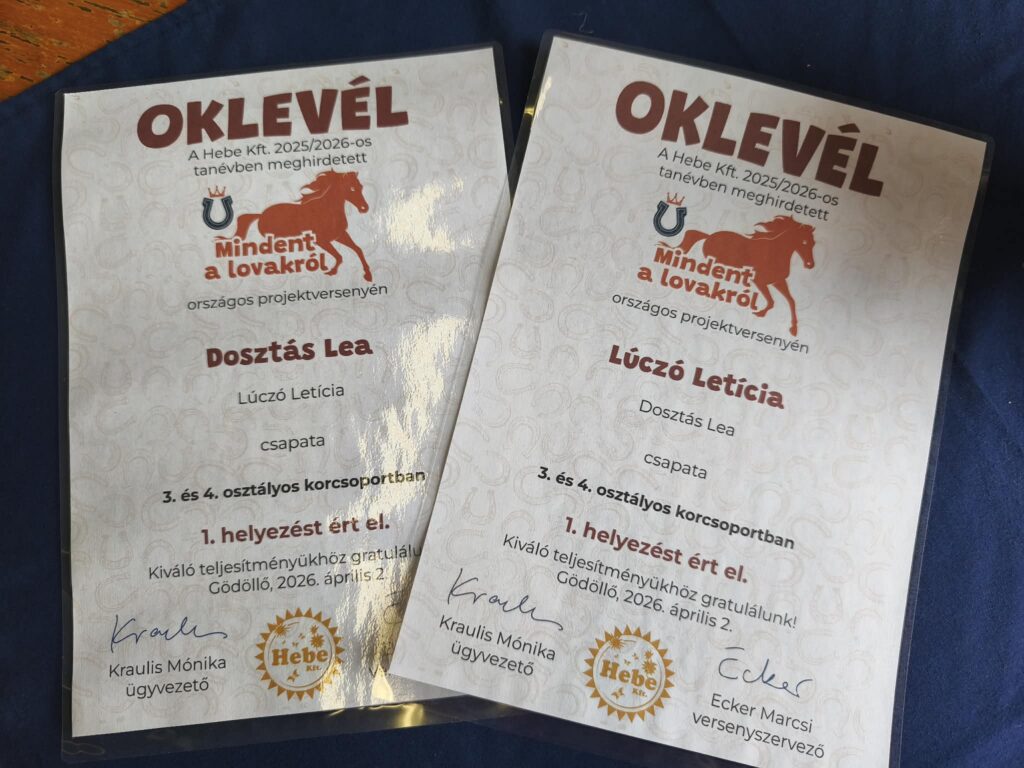 OKLEVÉL
A Hebe Kft. 2025/2026-os
tanévben meghirdetett
Mindent
a lovakról
országos projektversenyén
Dosztás Lea
Lúczó Letícia
csapata
3. és 4. osztályos korcsoportban
1. helyezést ért el.
Kiváló teljesítményükhöz gratulálu
Gödöllő, 2026. április 2.
Kraulis
Kraulis Mónika
ügyvezető
Hebe
Kft.
OKLEVÉL
A Hebe Kft. 2025/2026-os
tanévben meghirdetett
Mindent
a lovakról
országos projektversenyén
Lúczó Letícia
Dosztás Lea
csapata
3. és 4. osztályos korcsoportban
1. helyezést ért el.
Kiváló teljesítményükhöz gratulálunk!
Gödöllő, 2026. április 2.
Kraulis
Kraulis Mónika
ügyvezető
Hebe
Kft.
Ecker
Ecker Marcsi
versenyszervező